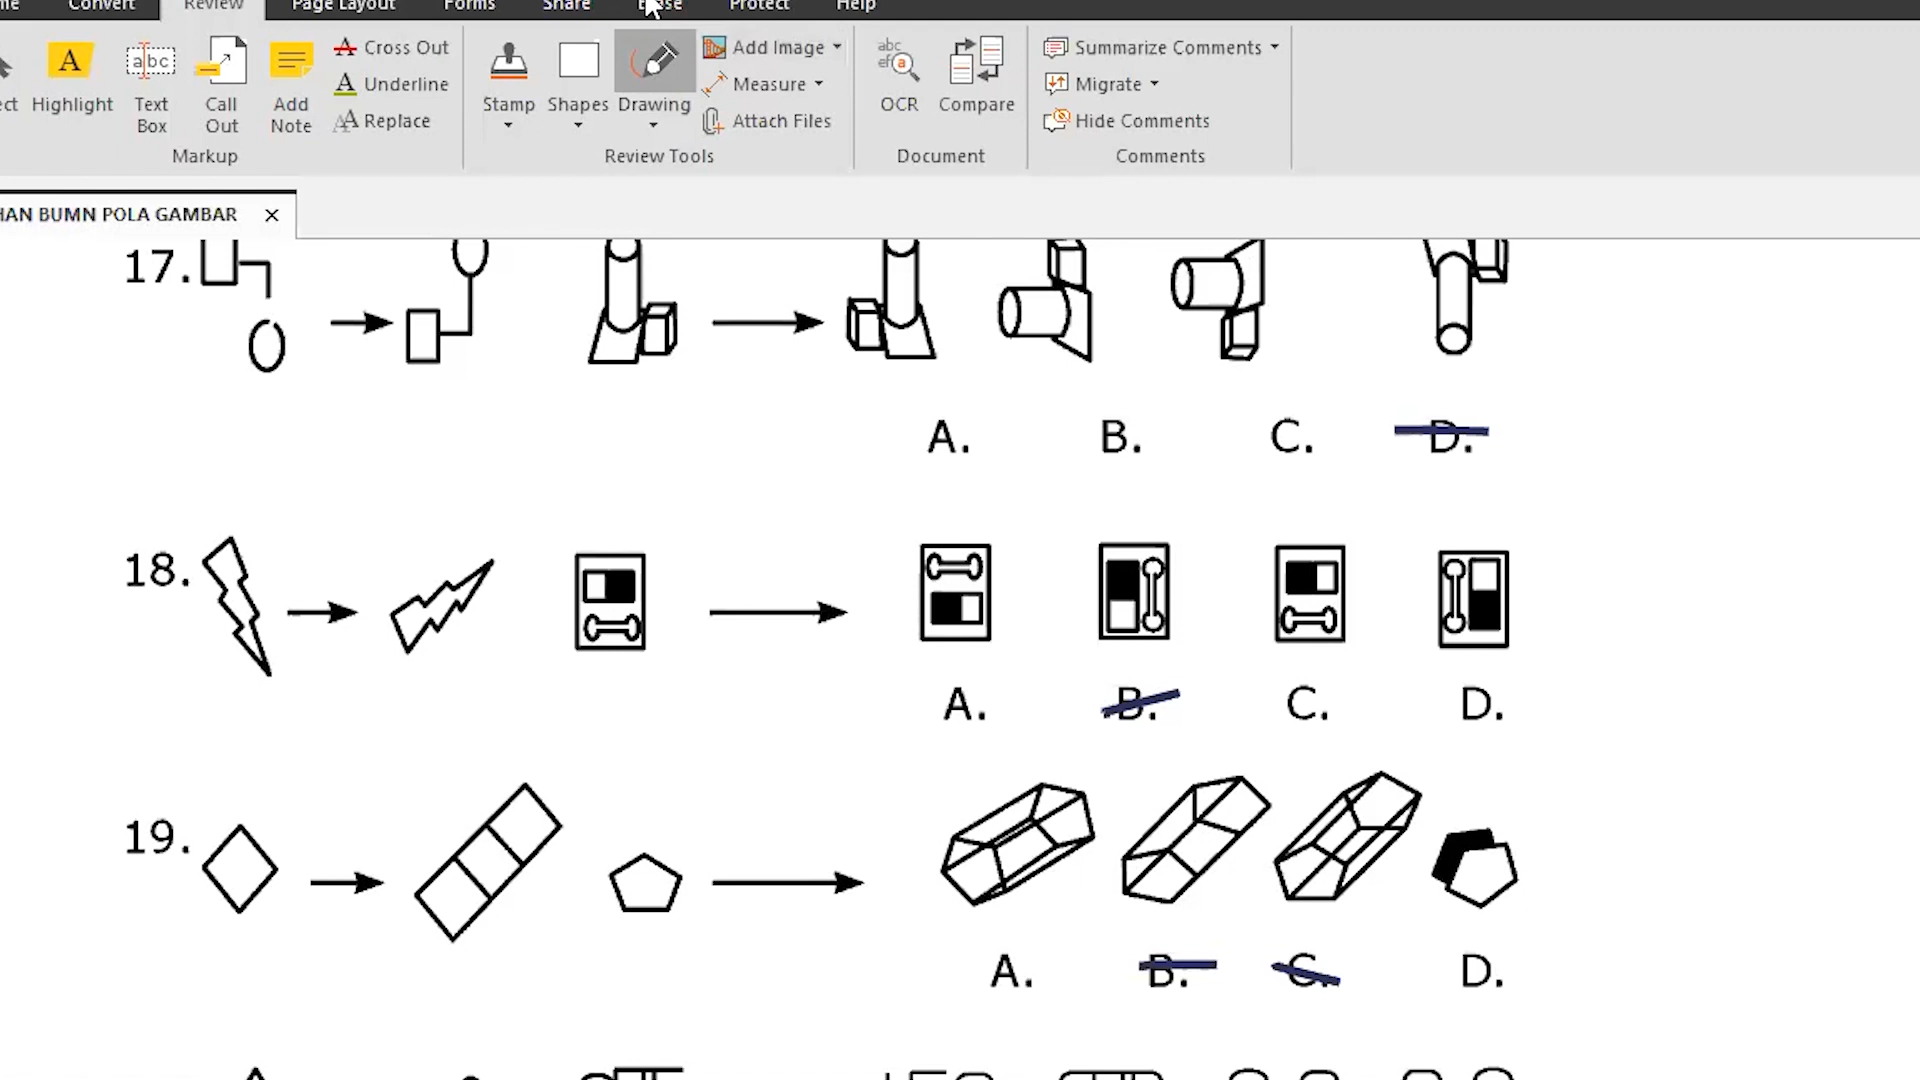 Convert Review Page Layout Forms Share Protect Help
Highlight
Text Box
Call Out
Add Note
Cross Out
Underline
Replace
Markup
Stamp
Shapes
Drawing
Add Image
Measure
Attach Files
Review Tools
OCR
Compare
Document
Summarize Comments
Migrate
Hide Comments
Comments
HAN BUMN POLA GAMBAR
17.
A. B. C. D.
18.
A. B. C. D.
19.
A. B. C. D.